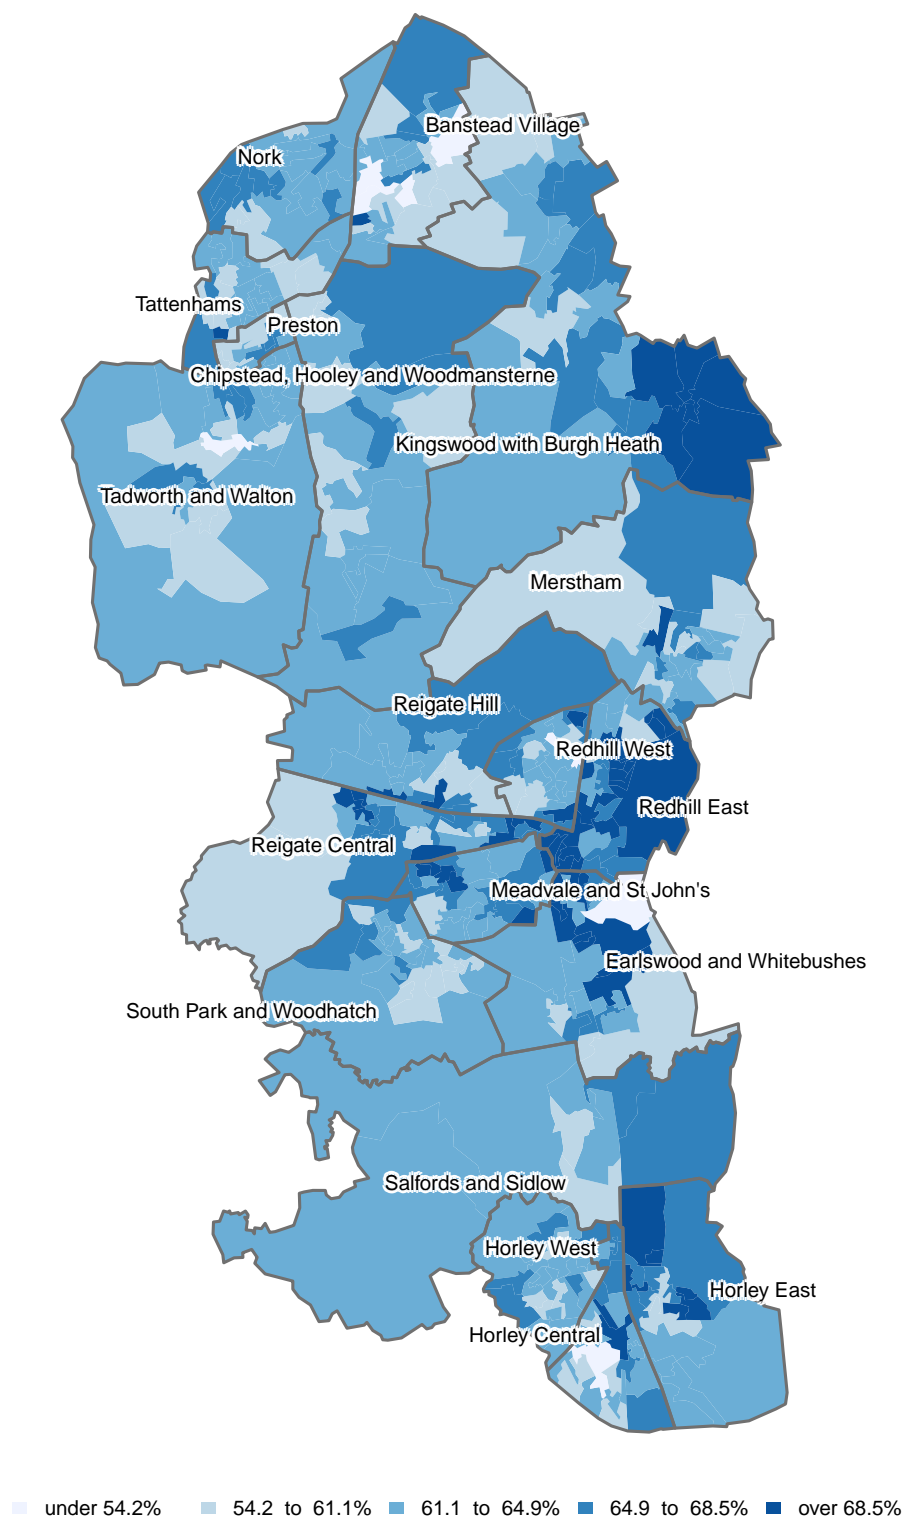 Banstead Village
Nork
Tattenhams
Preston
Chipstead, Hooley and Woodmansterne
Kingswood with Burgh Heath
Tadworth and Walton
Merstham
Reigate Hill
Redhill West
Redhill East
Reigate Central
Meadvale and St John's
Earlswood and Whitebushes
South Park and Woodhatch
Salfords and Sidlow
Horley West
Horley East
Horley Central
under 54.2% 54.2 to 61.1% 61.1 to 64.9% 64.9 to 68.5% over 68.5%